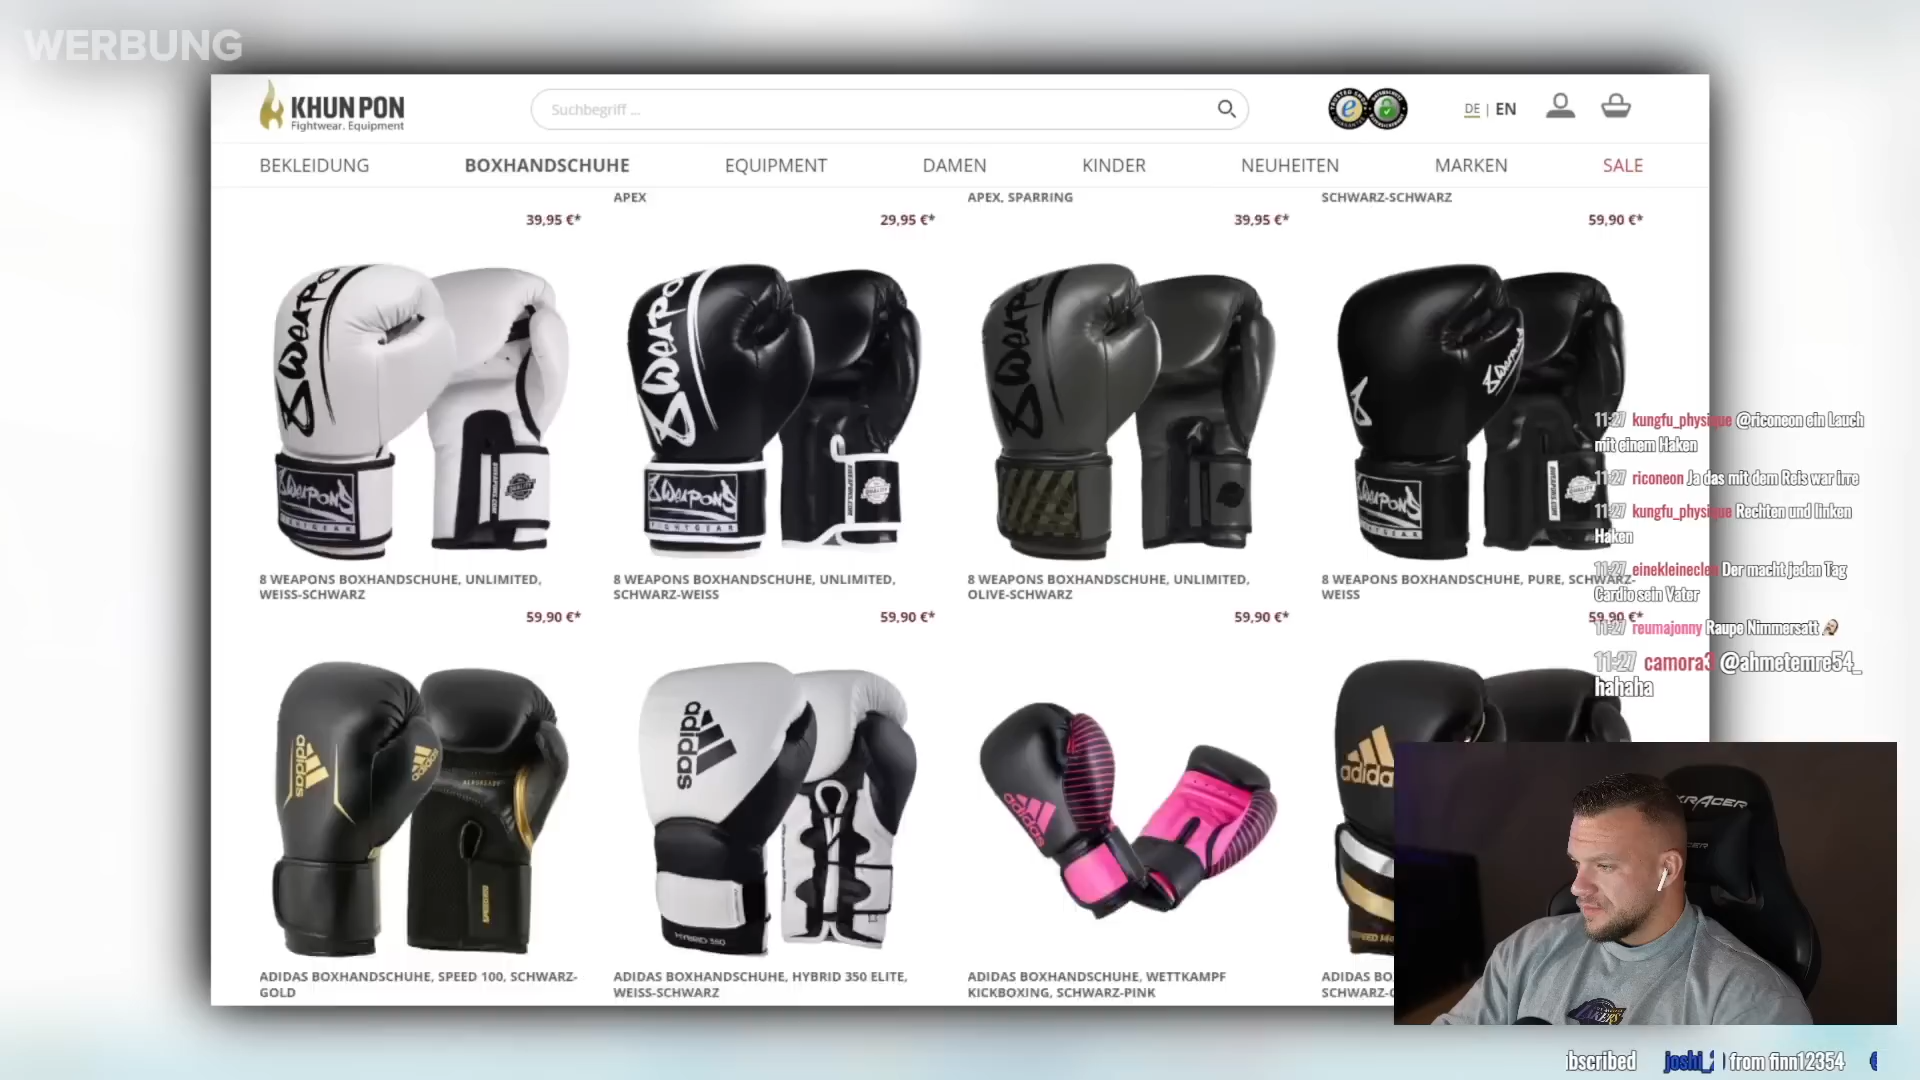 WERBUNG
KHUN PON
Fightwear. Equipment
Suchbegriff ...
DE | EN
BEKLEIDUNG
BOXHANDSCHUHE
EQUIPMENT
DAMEN
KINDER
NEUHEITEN
MARKEN
SALE
APEX
APEX, SPARRING
SCHWARZ-SCHWARZ
39,95 €*
29,95 €*
39,95 €*
59,90 €*
8 WEAPONS BOXHANDSCHUHE, UNLIMITED,
WEISS-SCHWARZ
59,90 €*
8 WEAPONS BOXHANDSCHUHE, UNLIMITED,
SCHWARZ-WEISS
59,90 €*
8 WEAPONS BOXHANDSCHUHE, UNLIMITED,
OLIVE-SCHWARZ
59,90 €*
8 WEAPONS BOXHANDSCHUHE, PURE, SCHWARZ-
WEISS
59,90 €*
adidas
adidas
adidas
adidas
HYBRID 350
ADIDAS BOXHANDSCHUHE, SPEED 100, SCHWARZ-
GOLD
ADIDAS BOXHANDSCHUHE, HYBRID 350 ELITE,
WEISS-SCHWARZ
ADIDAS BOXHANDSCHUHE, WETTKAMPF
KICKBOXING, SCHWARZ-PINK
11:27 kungfu_physique @riconeon ein Lauch
mit einem Haken
11:27 riconeon Ja das mit dem Reis war irre
11:27 kungfu_physique Rechten und linken
Haken
11:27 einekleineclen Der macht jeden Tag
Cardio sein Vater
11:27 reumajonny Raupe Nimmersatt
11:27 camora3 @ahmetemre54_
hahaha
from finn12354